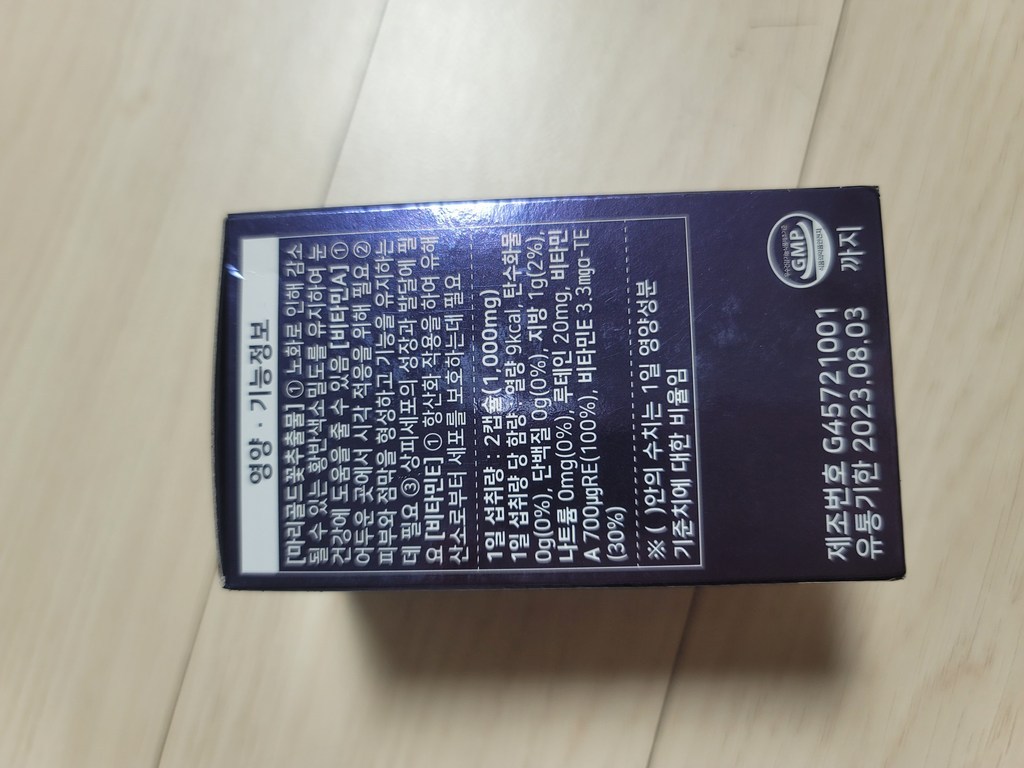 영양 · 기능정보
[마리골드꽃추출물] ① 노화로 인해 감소
될 수 있는 황반색소밀도를 유지하여 눈
건강에 도움을 줄 수 있음 [비타민A] ①
어두운 곳에서 시각 적응을 위해 필요 ②
피부와 점막을 형성하고 기능을 유지하는
데 필요 ③ 상피세포의 성장과 발달에 필
요 [비타민E] ① 항산화 작용을 하여 유해
산소로부터 세포를 보호하는데 필요
1일 섭취량 : 2캡슐(1,000mg)
1일 섭취량 당 함량 : 열량 9kcal, 탄수화물
0g(0%), 단백질 0g(0%), 지방 1g(2%),
나트륨 0mg(0%), 루테인 20mg, 비타민
A 700μgRE(100%), 비타민E 3.3mgα-TE
(30%)
※ ( )안의 수치는 1일 영양성분
기준치에 대한 비율임
GMP
제조번호 G45721001
유통기한 2023.08.03 까지